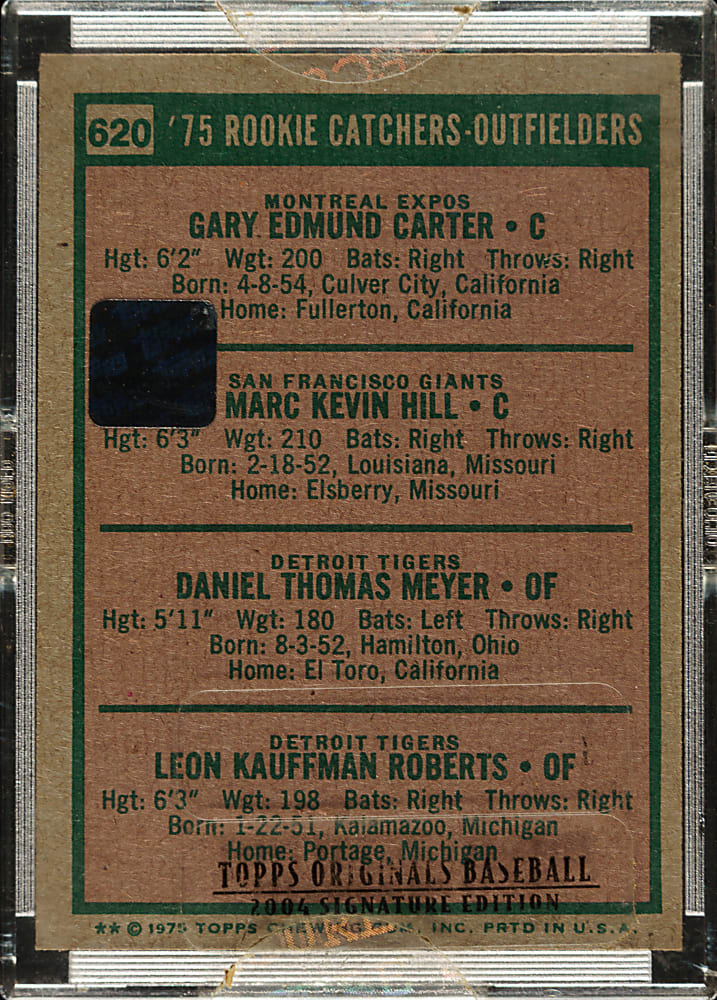 620 '75 ROOKIE CATCHERS-OUTFIELDERS
MONTREAL EXPOS
GARY EDMUND CARTER • C
Hgt: 6'2" Wgt: 200 Bats: Right Throws: Right
Born: 4-8-54, Culver City, California
Home: Fullerton, California
SAN FRANCISCO GIANTS
MARC KEVIN HILL • C
Hgt: 6'3" Wgt: 210 Bats: Right Throws: Right
Born: 2-18-52, Louisiana, Missouri
Home: Elsberry, Missouri
DETROIT TIGERS
DANIEL THOMAS MEYER • OF
Hgt: 5'11" Wgt: 180 Bats: Left Throws: Right
Born: 8-3-52, Hamilton, Ohio
Home: El Toro, California
DETROIT TIGERS
LEON KAUFFMAN ROBERTS • OF
Hgt: 6'3" Wgt: 198 Bats: Right Throws: Right
Born: 1-22-51, Kalamazoo, Michigan
Home: Portage, Michigan
TOPPS ORIGINALS BASEBALL
2004 SIGNATURE EDITION
** © 1975 TOPPS CHEWING GUM, INC. PRTD IN U.S.A.